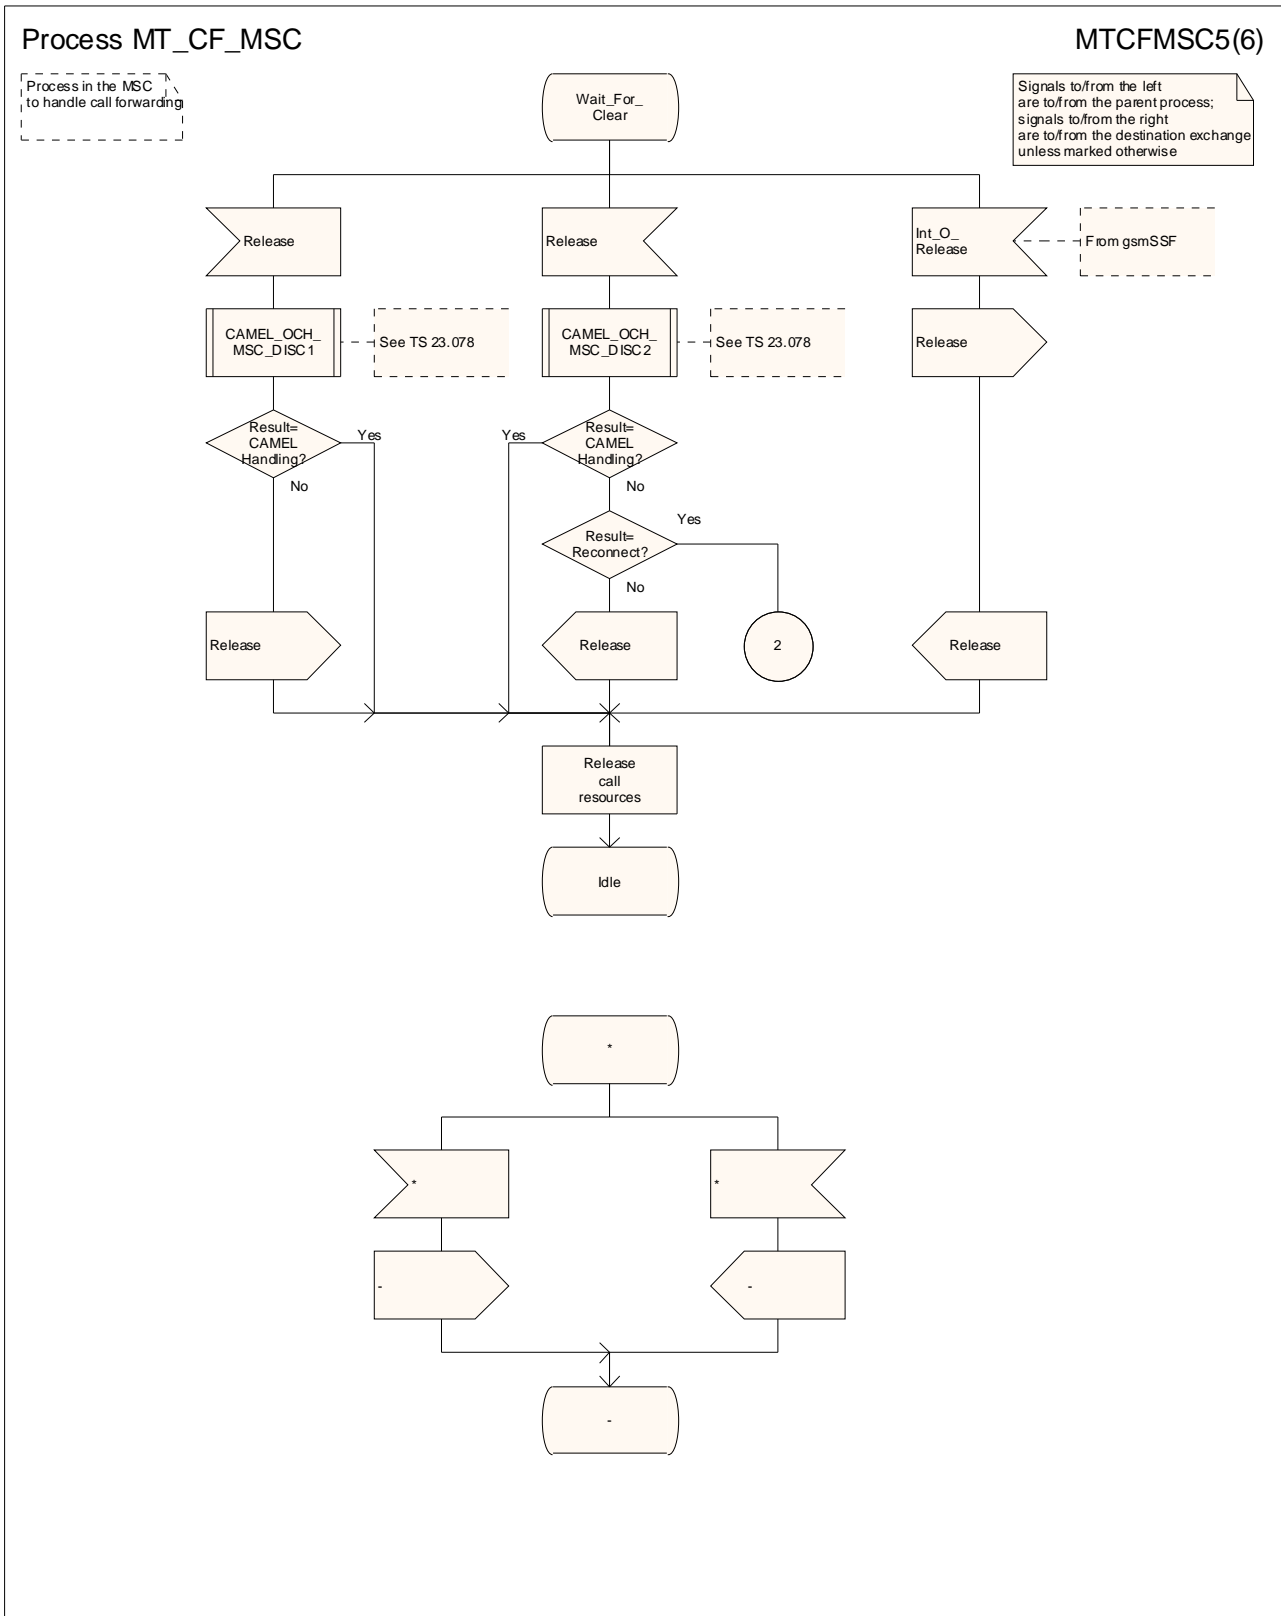 Process MT_CF_MSC
MTCFMSC5(6)
Process in the MSC
to handle call forwarding
Signals to/from the left
are to/from the parent process;
signals to/from the right
are to/from the destination exchange
unless marked otherwise
Wait_For_
Clear
Release
Release
Int_O_
Release
From gsmSSF
CAMEL_OCH_
MSC_DISC1
See TS 23.078
CAMEL_OCH_
MSC_DISC2
See TS 23.078
Release
Result=
CAMEL
Handling?
Yes
No
Yes
Result=
CAMEL
Handling?
No
Result=
Reconnect?
Yes
No
Release
Release
2
Release
Release
call
resources
Idle
*
*
*
-
-
-